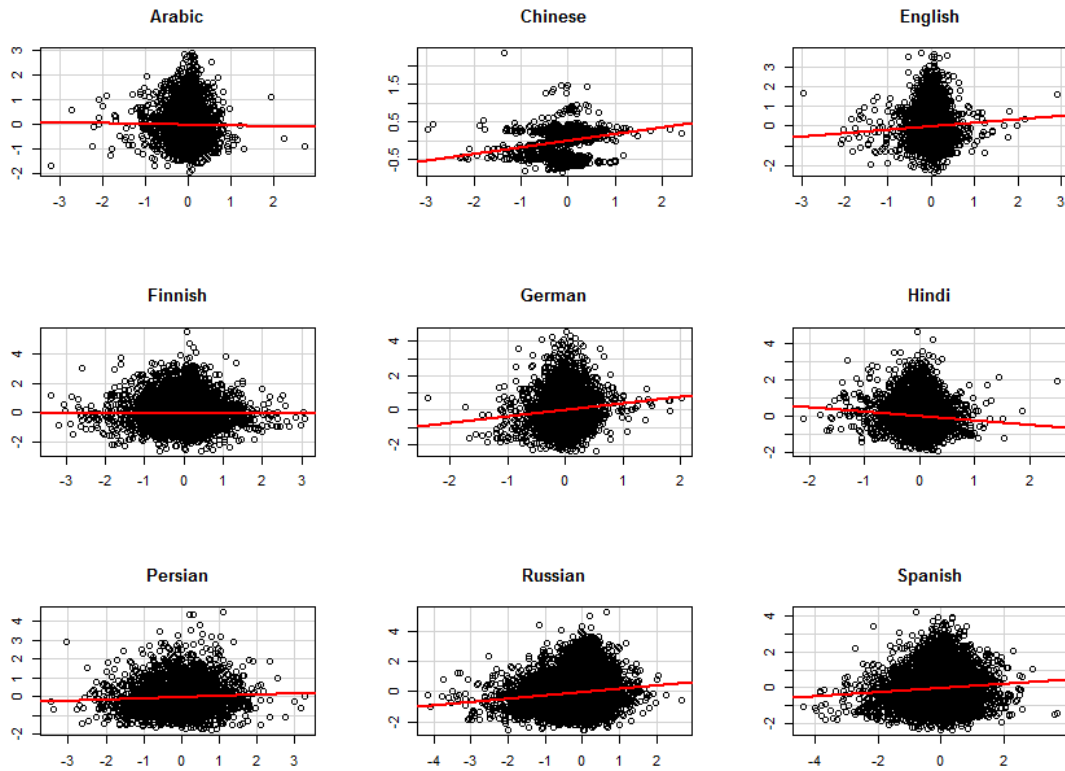 Arabic Chinese English
3 2 1 0 -1 -2
-3 -2 -1 0 1 2
1.5 0.5 -0.5
-3 -2 -1 0 1 2
3 2 0 -2
-3 -2 -1 0 1 2 3
Finnish German Hindi
4 2 0 -2
-3 -2 -1 0 1 2 3
4 2 0 -2
-2 -1 0 1 2
4 2 0 -2
-2 -1 0 1 2
Persian Russian Spanish
4 3 2 1 0 -2
-3 -2 -1 0 1 2 3
4 2 0 -2
-4 -3 -2 -1 0 1 2
4 2 0 -2
-4 -2 0 2